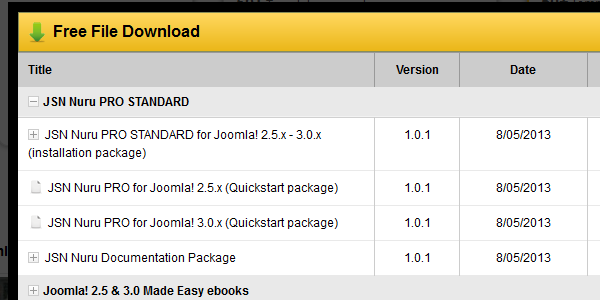 Free File Download
Title Version Date
JSN Nuru PRO STANDARD
JSN Nuru PRO STANDARD for Joomla! 2.5.x - 3.0.x 1.0.1 8/05/2013
(installation package)
JSN Nuru PRO for Joomla! 2.5.x (Quickstart package) 1.0.1 8/05/2013
JSN Nuru PRO for Joomla! 3.0.x (Quickstart package) 1.0.1 8/05/2013
JSN Nuru Documentation Package 1.0.1 8/05/2013
Joomla! 2.5 & 3.0 Made Easy ebooks